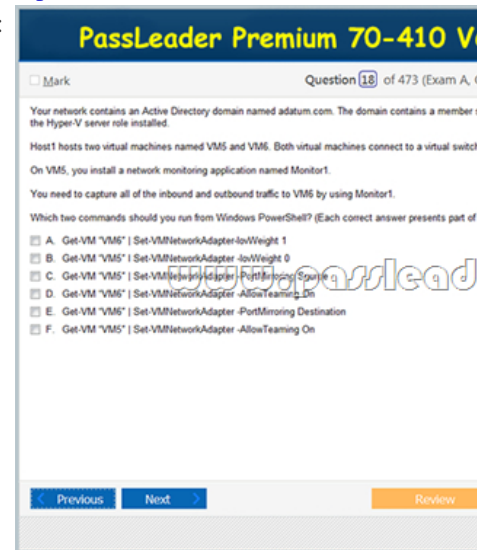 :
PassLeader Premium 70-410 V
Mark
Question 18 of 473 (Exam A,
Your network contains an Active Directory domain named adatum.com. The domain contains a member
the Hyper-V server role installed.
Host1 hosts two virtual machines named VM5 and VM6. Both virtual machines connect to a virtual switch
On VM5, you install a network monitoring application named Monitor1.
You need to capture all of the inbound and outbound traffic to VM6 by using Monitor1.
Which two commands should you run from Windows PowerShell? (Each correct answer presents part of
A. Get-VM "VM6" | Set-VMNetworkAdapter-IovWeight 1
B. Get-VM "VM5" I Set-VMNetworkAdapter -IovWeight 0
C. Get-VM "VM5" | Set-VMNetworkAdapter -PortMirroring Source
D. Get-VM "VM6" | Set-VMNetworkAdapter -AllowTeaming On
E. Get-VM "VM6" | Set-VMNetworkAdapter -PortMirroring Destination
F. Get-VM "VM5" | Set-VMNetworkAdapter -AllowTeaming On
www.passlead
Previous
Next
Review